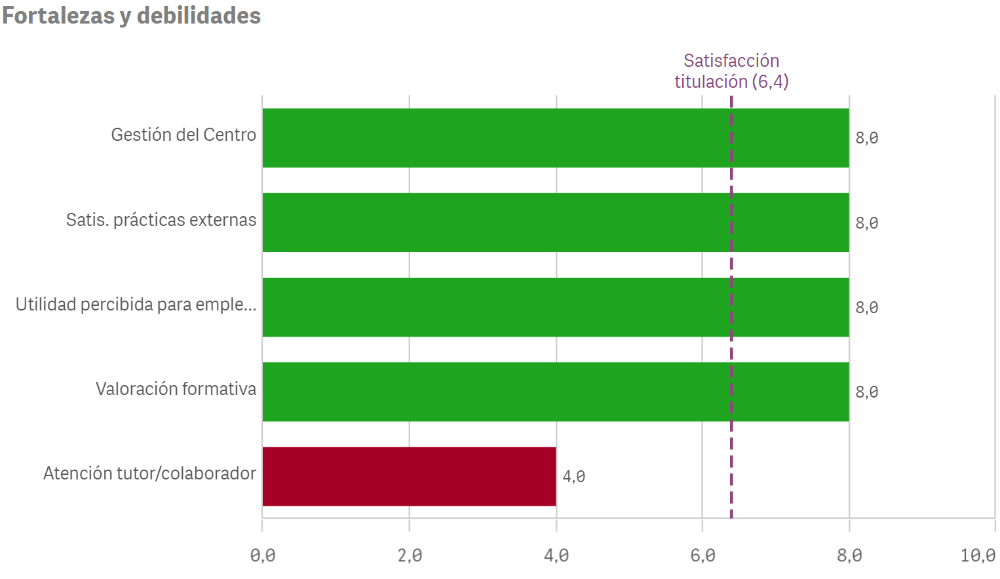 Fortalezas y debilidades
Satisfacción
titulación (6,4)
Gestión del Centro
8,0
Satis. prácticas externas
8,0
Utilidad percibida para emple...
8,0
Valoración formativa
8,0
Atención tutor/colaborador
4,0
0,0 2,0 4,0 6,0 8,0 10,0